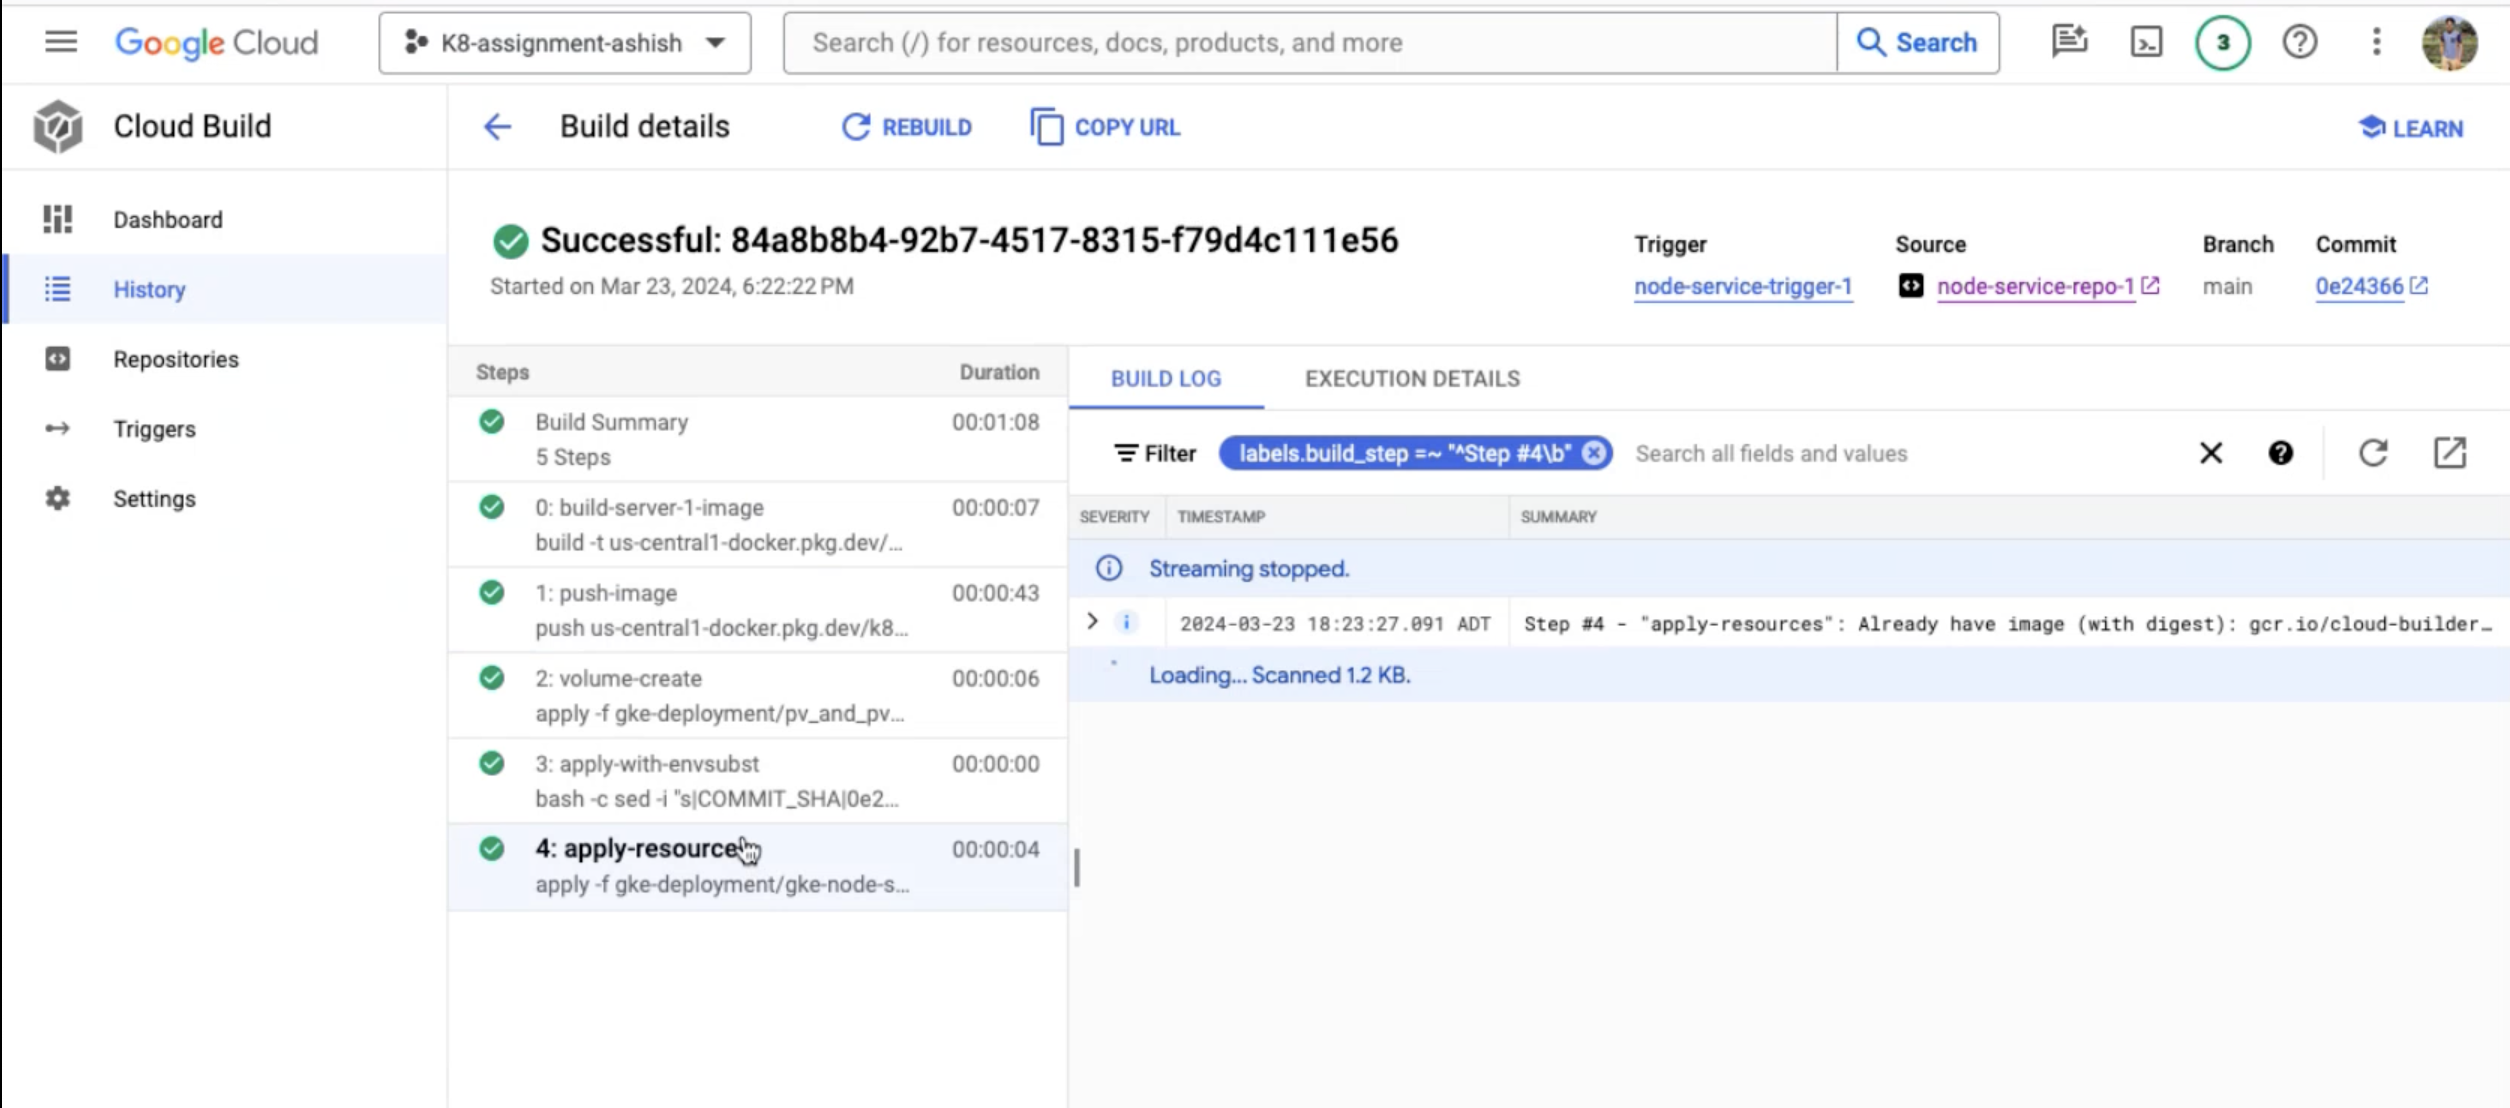 Google Cloud
K8-assignment-ashish
Search (/) for resources, docs, products, and more
Search
3
Cloud Build
Build details
REBUILD
COPY URL
LEARN
Dashboard
History
Repositories
Triggers
Settings
Successful: 84a8b8b4-92b7-4517-8315-f79d4c111e56
Started on Mar 23, 2024, 6:22:22 PM
Trigger
node-service-trigger-1
Source
node-service-repo-1
Branch
main
Commit
0e24366
Steps Duration
Build Summary 00:01:08
5 Steps
0: build-server-1-image 00:00:07
build -t us-central1-docker.pkg.dev/...
1: push-image 00:00:43
push us-central1-docker.pkg.dev/k8...
2: volume-create 00:00:06
apply -f gke-deployment/pv_and_pv...
3: apply-with-envsubst 00:00:00
bash -c sed -i "s|COMMIT_SHA|0e2...
4: apply-resource 00:00:04
apply -f gke-deployment/gke-node-s...
BUILD LOG EXECUTION DETAILS
Filter labels.build_step =~ "^Step #4\b" Search all fields and values
SEVERITY TIMESTAMP SUMMARY
Streaming stopped.
2024-03-23 18:23:27.091 ADT Step #4 - "apply-resources": Already have image (with digest): gcr.io/cloud-builder…
Loading... Scanned 1.2 KB.